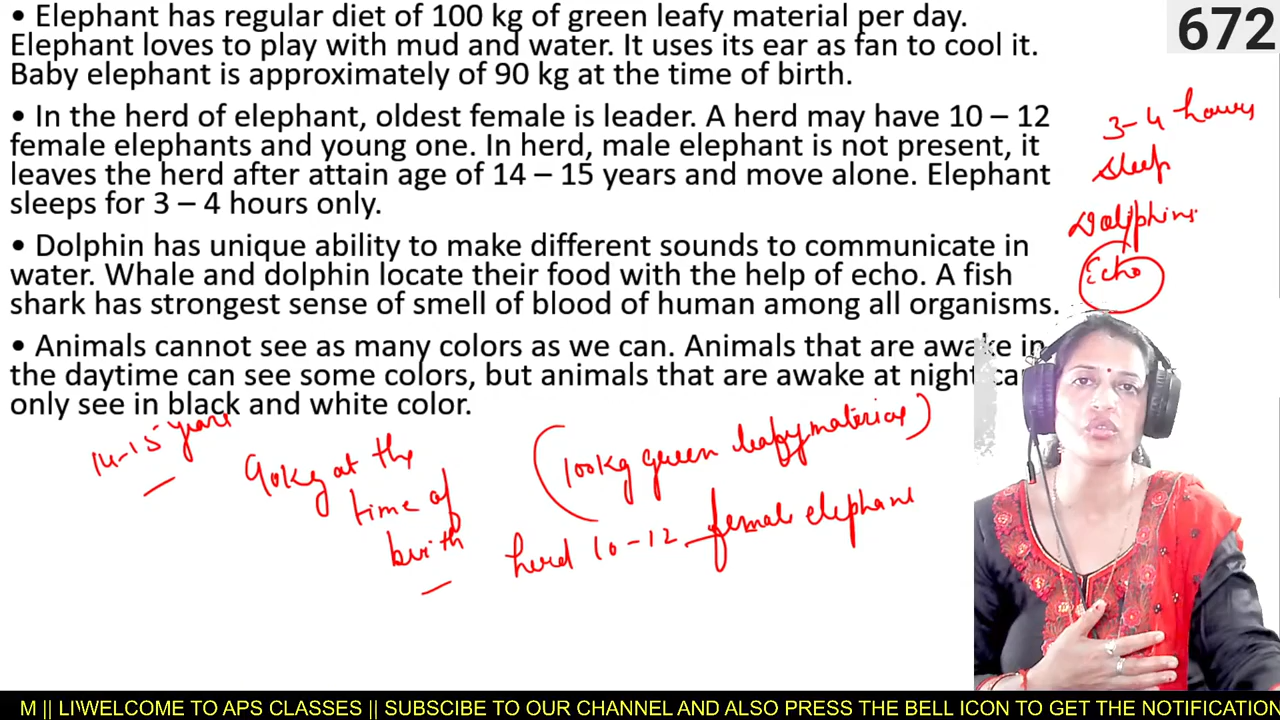 • Elephant has regular diet of 100 kg of green leafy material per day.
Elephant loves to play with mud and water. It uses its ear as fan to cool it.
Baby elephant is approximately of 90 kg at the time of birth.
• In the herd of elephant, oldest female is leader. A herd may have 10 – 12
female elephants and young one. In herd, male elephant is not present, it
leaves the herd after attain age of 14 – 15 years and move alone. Elephant
sleeps for 3 – 4 hours only.
• Dolphin has unique ability to make different sounds to communicate in
water. Whale and dolphin locate their food with the help of echo. A fish
shark has strongest sense of smell of blood of human among all organisms.
• Animals cannot see as many colors as we can. Animals that are awake in
the daytime can see some colors, but animals that are awake at night
only see in black and white color.
672
3-4 hours
sleep
Dolphins
Echo
14-15 years
90kg at the
time of
birth
(100kg green leafy material)
herd 10-12 female elephant
M || LI\WELCOME TO APS CLASSES || SUBSCRIBE TO OUR CHANNEL AND ALSO PRESS THE BELL ICON TO GET THE NOTIFICATION